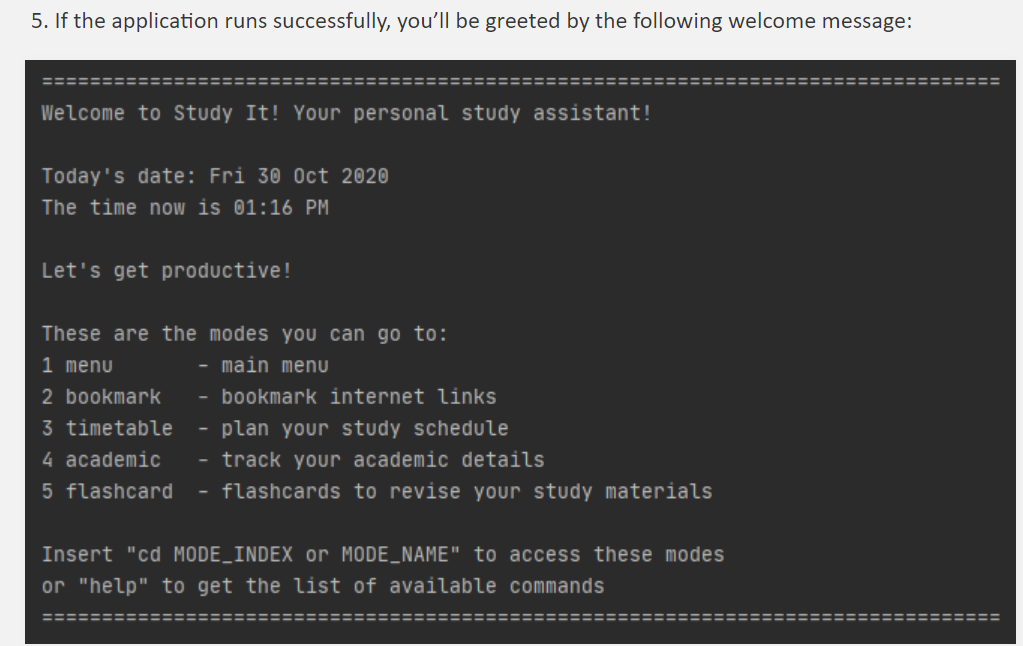 5. If the application runs successfully, you’ll be greeted by the following welcome message:
================================================================================
Welcome to Study It! Your personal study assistant!
Today's date: Fri 30 Oct 2020
The time now is 01:16 PM
Let's get productive!
These are the modes you can go to:
1 menu       - main menu
2 bookmark   - bookmark internet links
3 timetable  - plan your study schedule
4 academic   - track your academic details
5 flashcard  - flashcards to revise your study materials
Insert "cd MODE_INDEX or MODE_NAME" to access these modes
or "help" to get the list of available commands
================================================================================